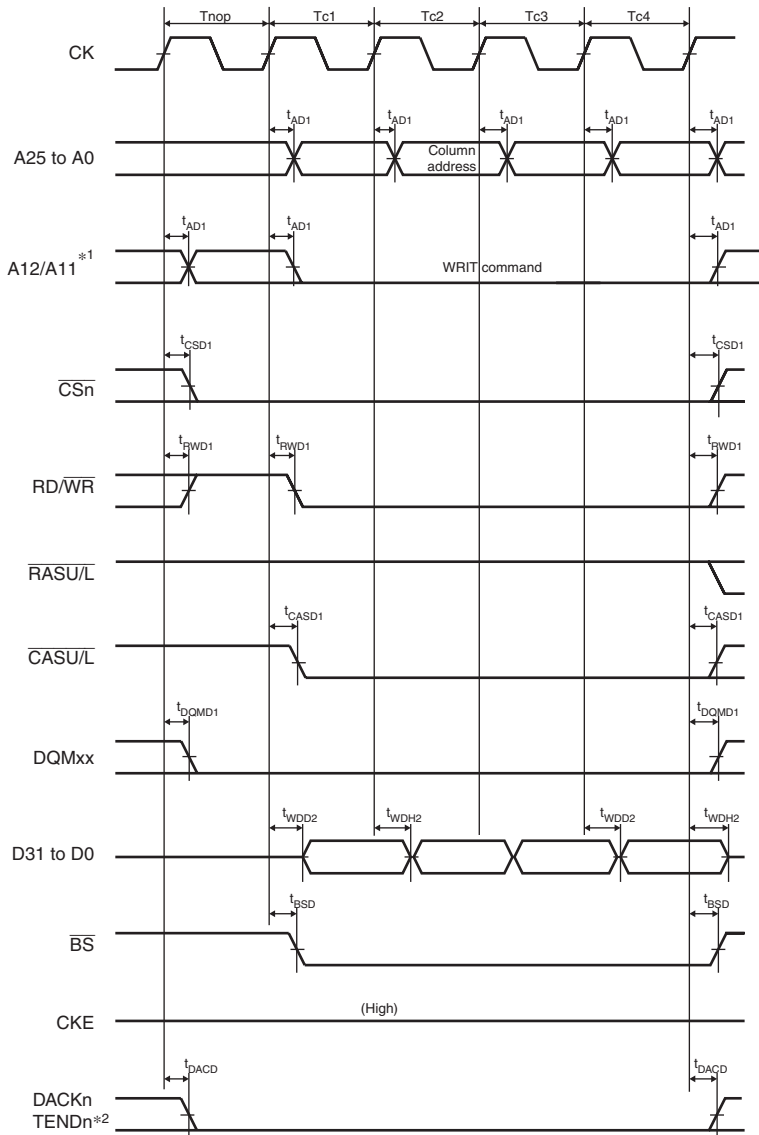 Tnop Tc1 Tc2 Tc3 Tc4
CK
tAD1 tAD1 tAD1 tAD1 tAD1
A25 to A0
Column
address
tAD1 tAD1 tAD1
A12/A11*1
WRIT command
tCSD1 tCSD1
CSn
tRWD1 tRWD1 tRWD1
RD/WR
RASU/L
tCASD1 tCASD1
CASU/L
tDQMD1 tDQMD1
DQMxx
tWDD2 tWDH2 tWDD2 tWDH2
D31 to D0
tBSD tBSD
BS
(High)
CKE
tDACD tDACD
DACKn
TENDn*2